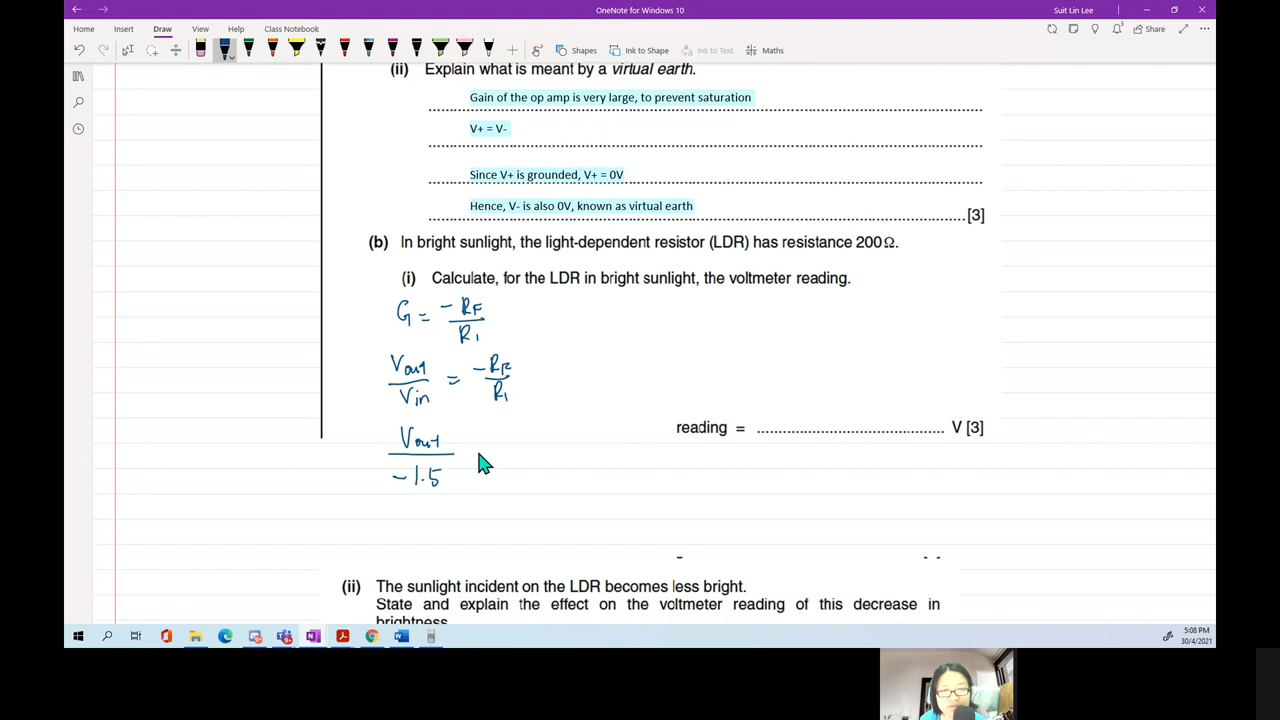 OneNote for Windows 10
Suit Lin Lee
Home Insert Draw View Help Class Notebook
Share
Shapes Ink to Shape Ink to Text Maths
(ii) Explain what is meant by a virtual earth.
Gain of the op amp is very large, to prevent saturation
V+ = V-
Since V+ is grounded, V+ = 0V
Hence, V- is also 0V, known as virtual earth
[3]
(b) In bright sunlight, the light-dependent resistor (LDR) has resistance 200 Ω.
(i) Calculate, for the LDR in bright sunlight, the voltmeter reading.
G = -RF / R1
Vout / Vin = -RF / R1
reading = .......................................... V [3]
Vout / -1.5
(ii) The sunlight incident on the LDR becomes less bright.
State and explain the effect on the voltmeter reading of this decrease in
brightness.
5:08 PM
30/4/2021